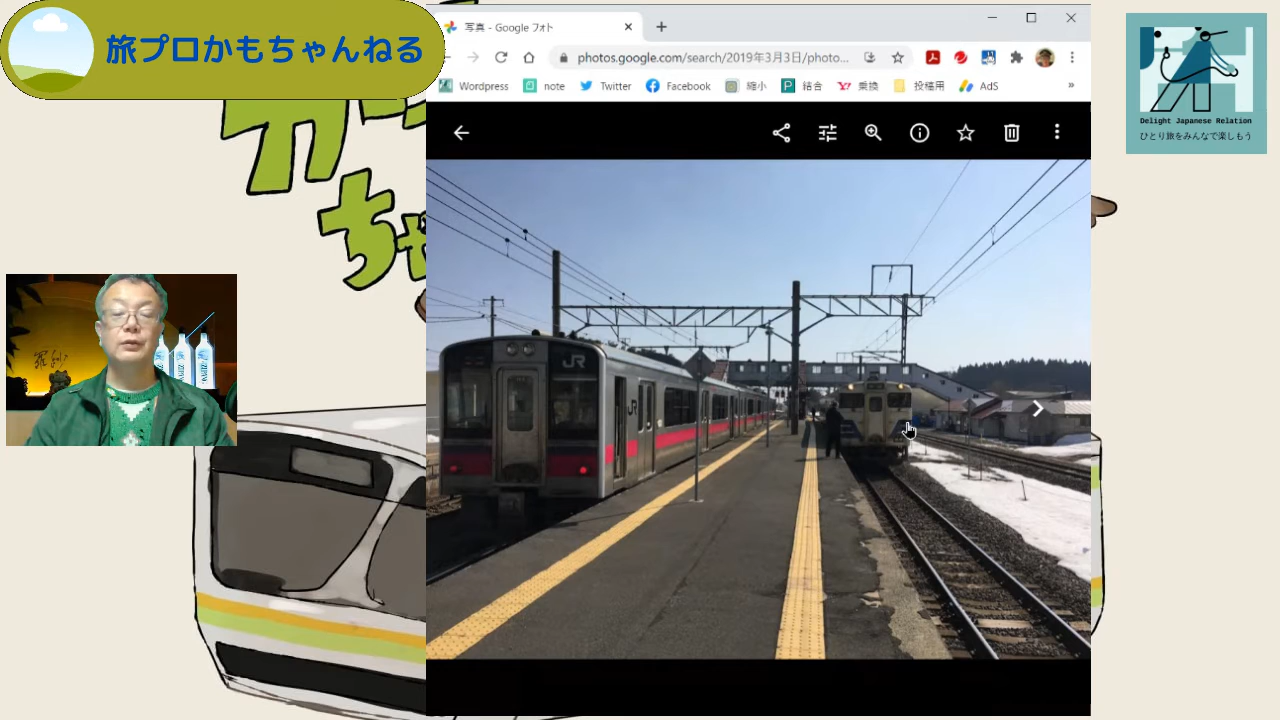 旅プロかもちゃんねる
写真 - Google フォト
photos.google.com/search/2019年3月3日/photo...
Wordpress
note
Twitter
Facebook
縮小
結合
乗換
投稿用
AdS
»
JR
JR
Delight Japanese Relation
ひとり旅をみんなで楽しもう
ちゃ